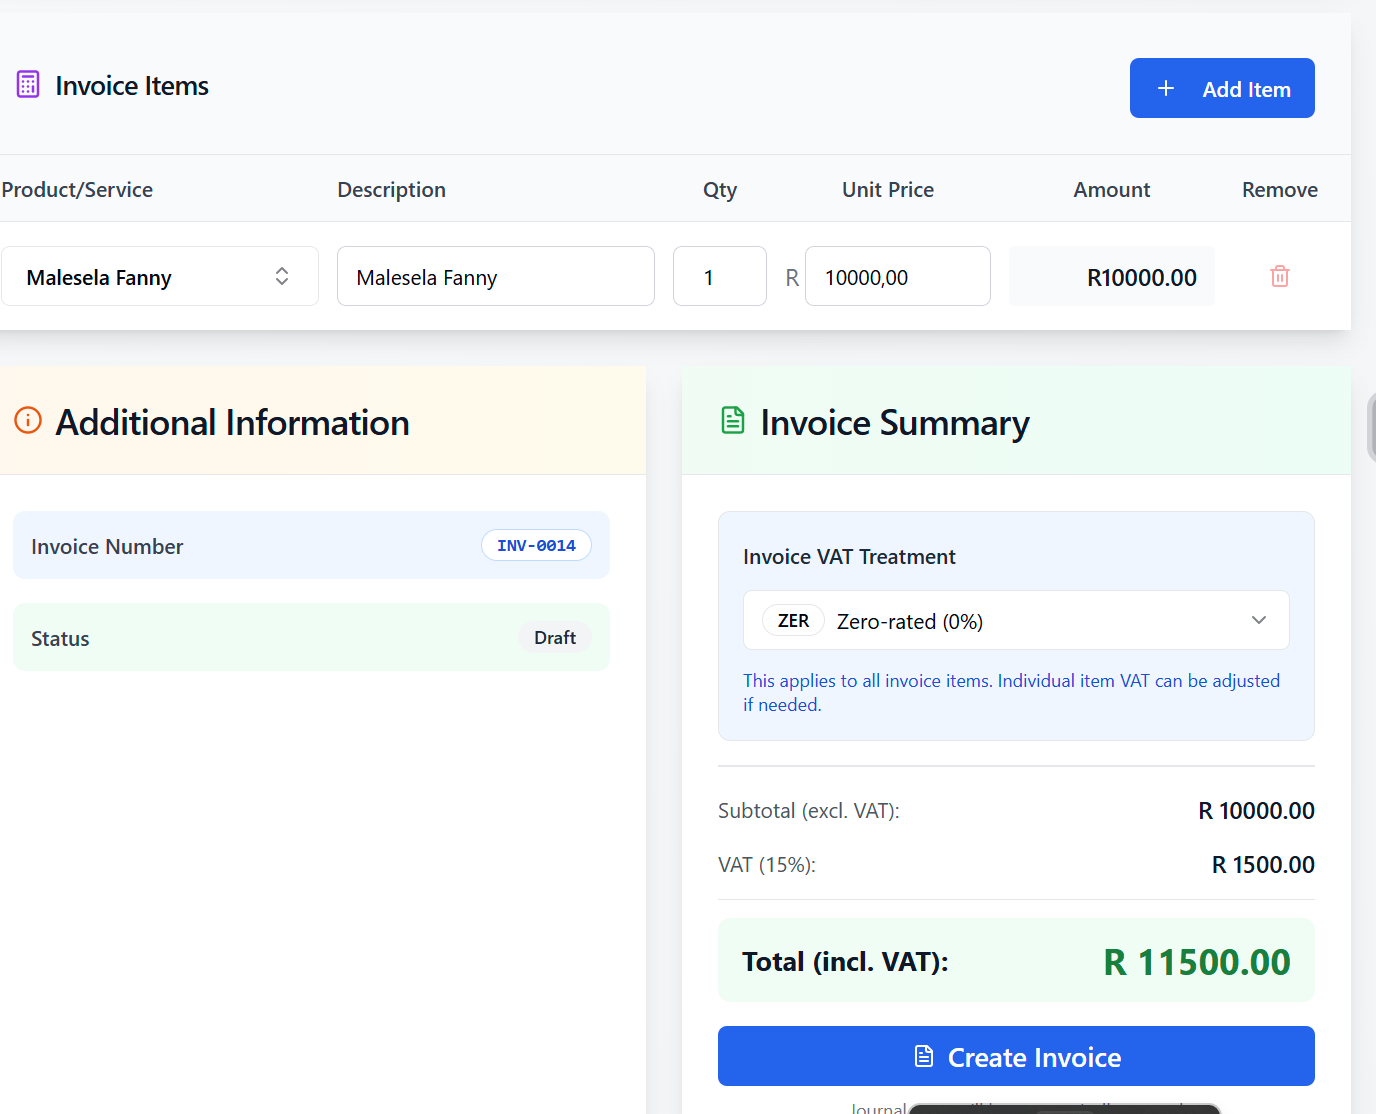 Invoice Items
Add Item
Product/Service Description Qty Unit Price Amount Remove
Malesela Fanny Malesela Fanny 1 R 10000,00 R10000.00
Additional Information
Invoice Number INV-0014
Status Draft
Invoice Summary
Invoice VAT Treatment
ZER Zero-rated (0%)
This applies to all invoice items. Individual item VAT can be adjusted
if needed.
Subtotal (excl. VAT): R 10000.00
VAT (15%): R 1500.00
Total (incl. VAT): R 11500.00
Create Invoice
Journal